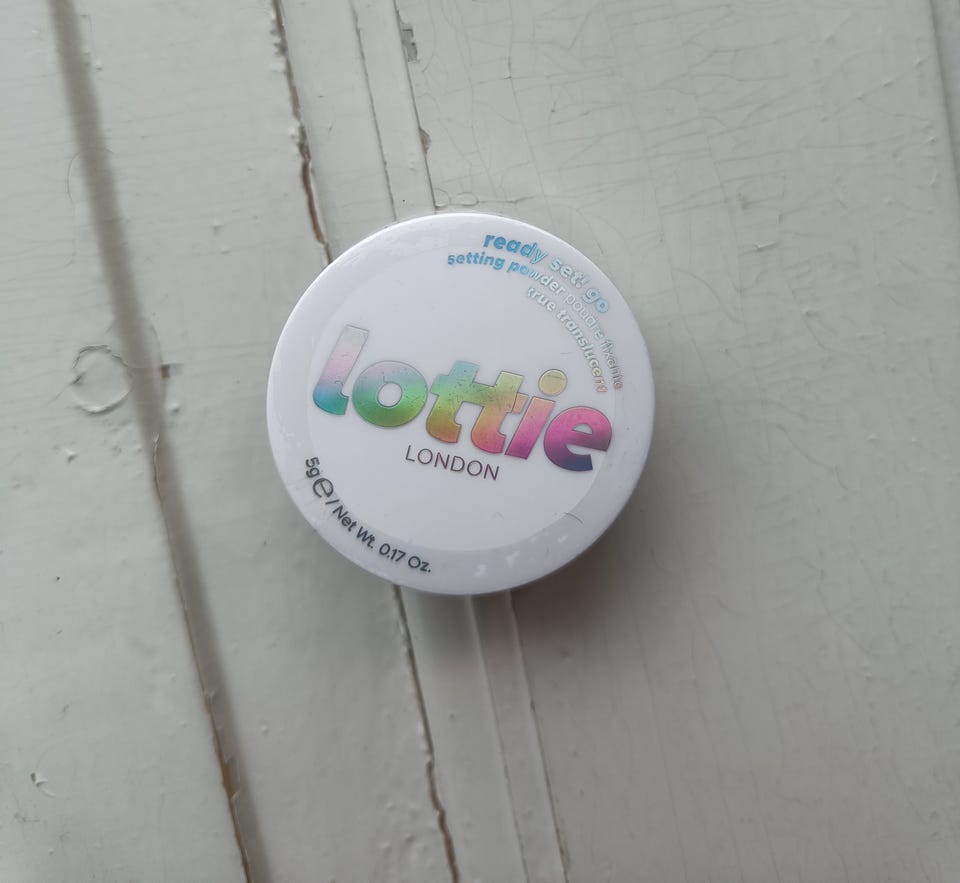 ready set! go
setting powder poudre fixante
true translucent
lottie
LONDON
5g ℮ / Net Wt. 0.17 Oz.